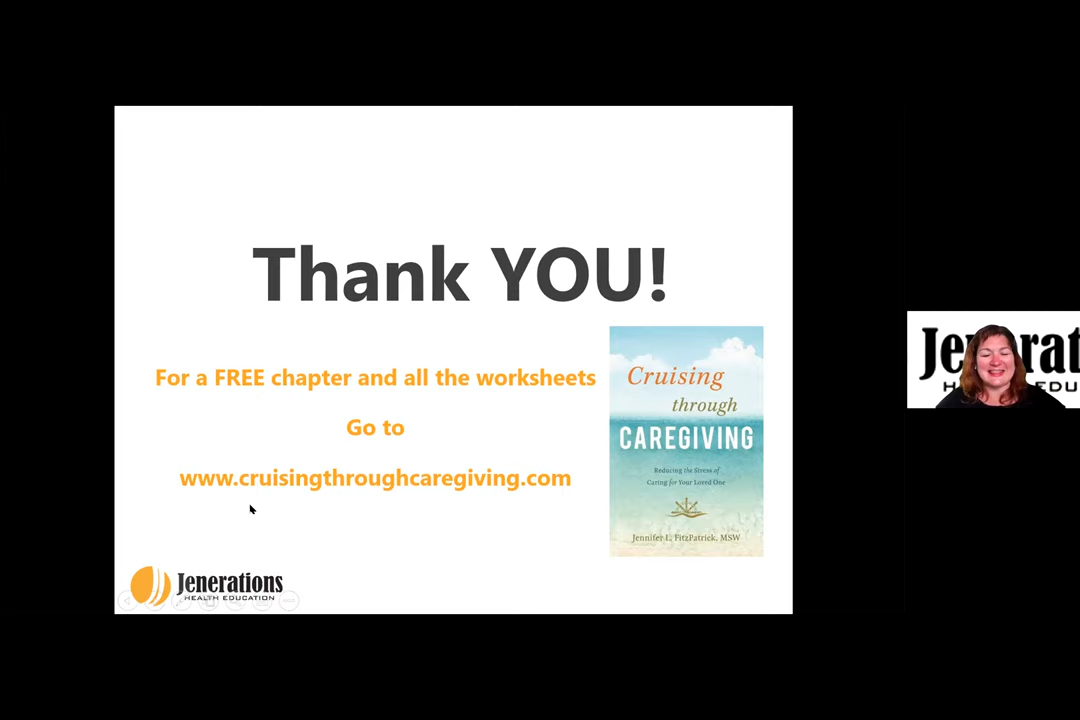 Thank YOU!
For a FREE chapter and all the worksheets
Go to
www.cruisingthroughcaregiving.com
Cruising
through
CAREGIVING
Reducing the Stress of
Caring for Your Loved One
Jennifer L. FitzPatrick, MSW
Jenerations
HEALTH EDUCATION